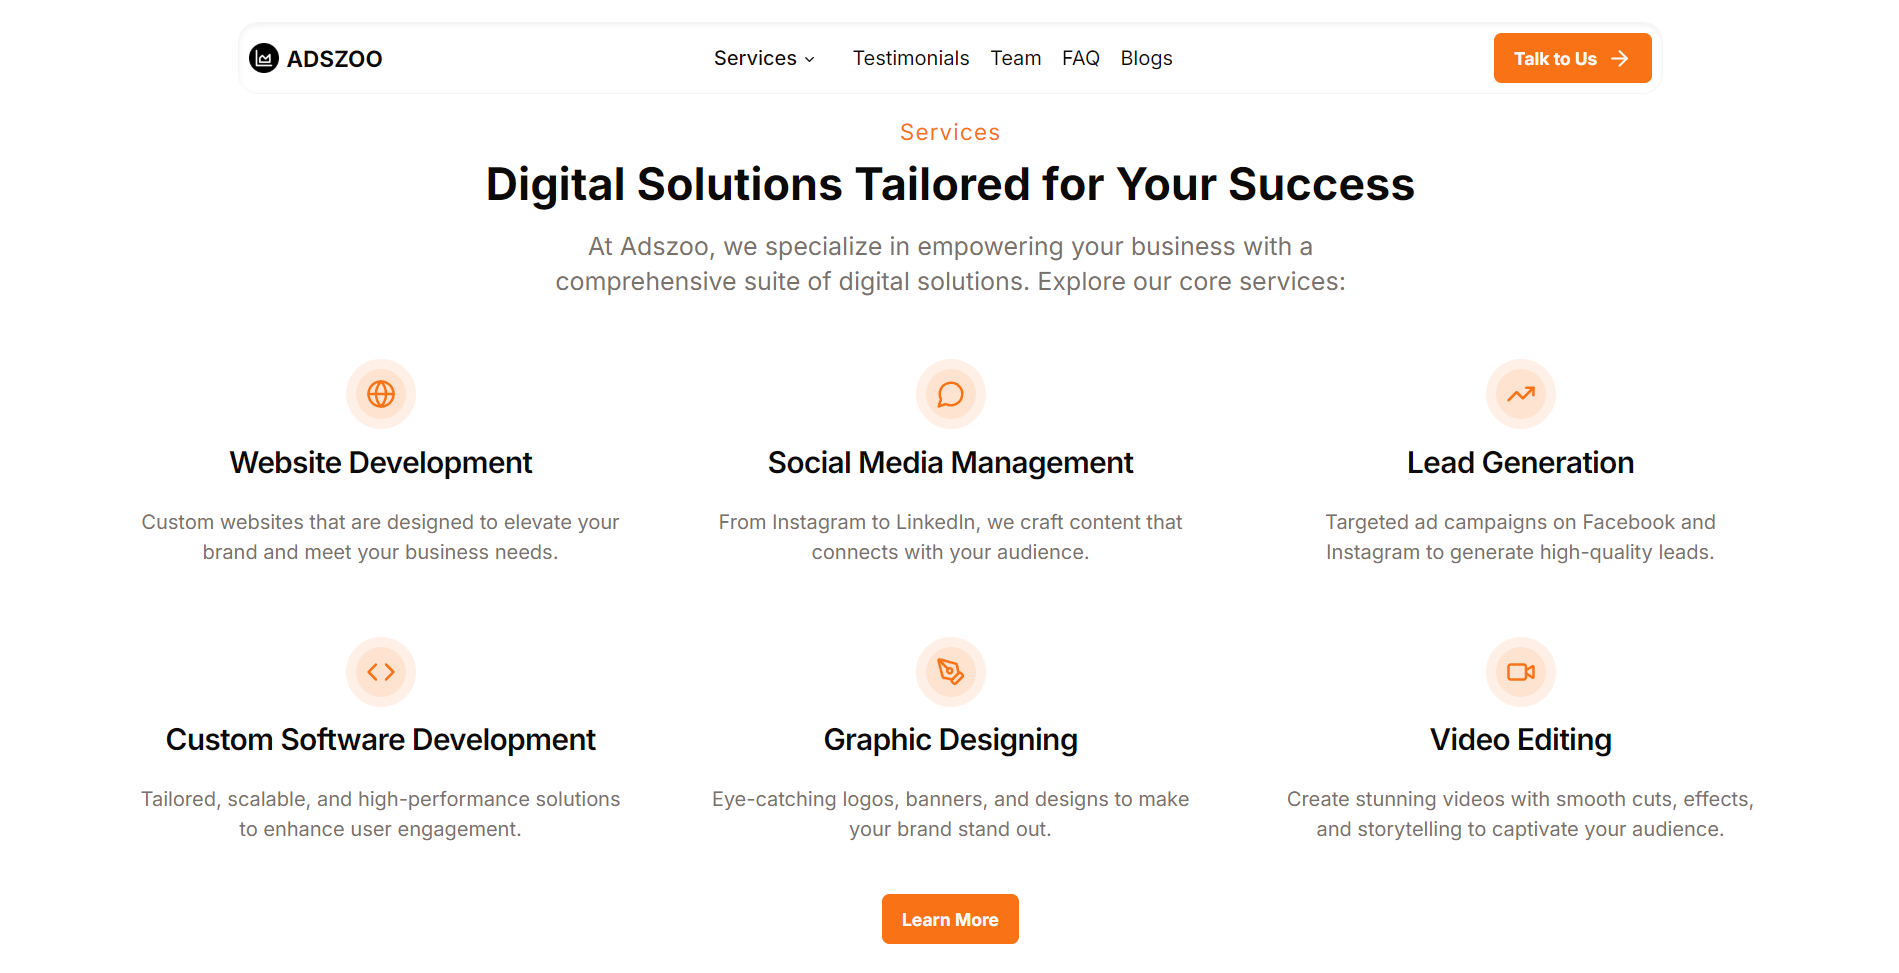 ADSZOO
Services
Testimonials
Team
FAQ
Blogs
Talk to Us
Services
Digital Solutions Tailored for Your Success
At Adszoo, we specialize in empowering your business with a
comprehensive suite of digital solutions. Explore our core services:
Website Development
Custom websites that are designed to elevate your
brand and meet your business needs.
Social Media Management
From Instagram to LinkedIn, we craft content that
connects with your audience.
Lead Generation
Targeted ad campaigns on Facebook and
Instagram to generate high-quality leads.
Custom Software Development
Tailored, scalable, and high-performance solutions
to enhance user engagement.
Graphic Designing
Eye-catching logos, banners, and designs to make
your brand stand out.
Video Editing
Create stunning videos with smooth cuts, effects,
and storytelling to captivate your audience.
Learn More